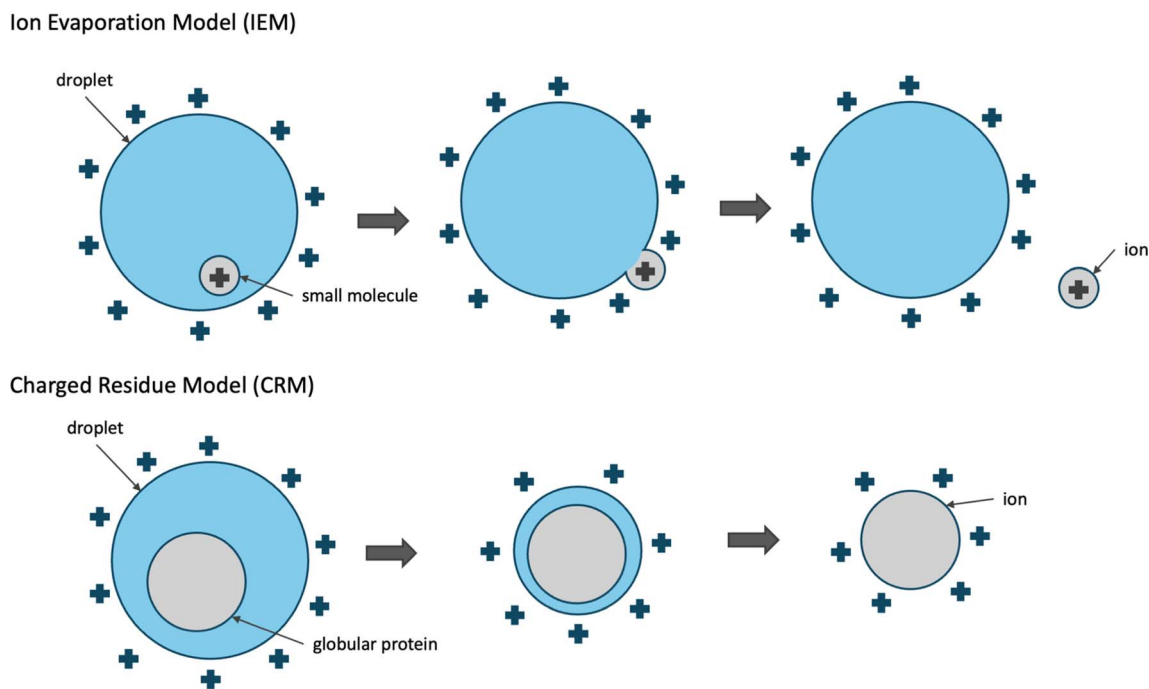 Ion Evaporation Model (IEM)
droplet
small molecule
ion
Charged Residue Model (CRM)
droplet
globular protein
ion